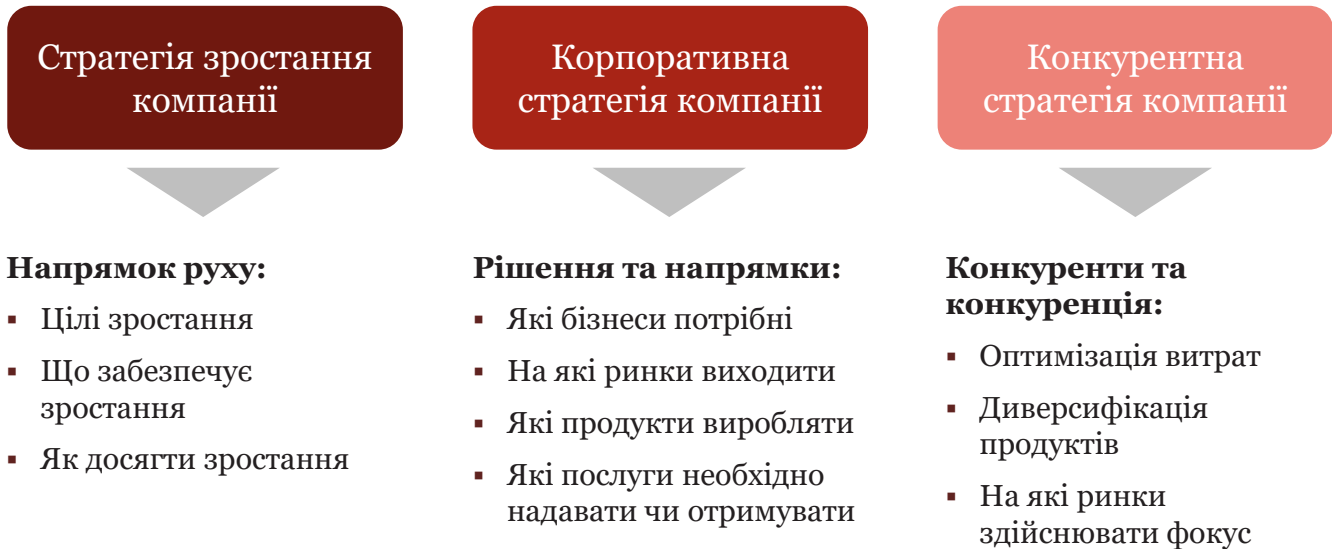 Стратегія зростання
компанії
Корпоративна
стратегія компанії
Конкурентна
стратегія компанії
Напрямок руху:
▪ Цілі зростання
▪ Що забезпечує
зростання
▪ Як досягти зростання
Рішення та напрямки:
▪ Які бізнеси потрібні
▪ На які ринки виходити
▪ Які продукти виробляти
▪ Які послуги необхідно
надавати чи отримувати
Конкуренти та
конкуренція:
▪ Оптимізація витрат
▪ Диверсифікація
продуктів
▪ На які ринки
здійснювати фокус